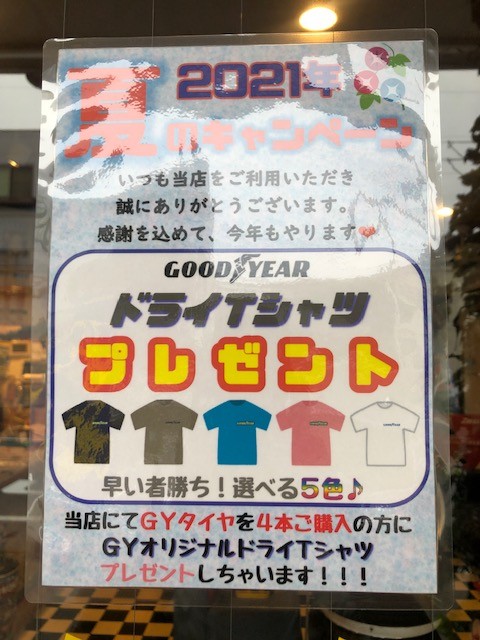 2021年
夏のキャンペーン
いつも当店をご利用いただき
誠にありがとうございます。
感謝を込めて、今年もやります
GOODYEAR
ドライTシャツ
プレゼント
早い者勝ち！選べる5色♪
当店にてGYタイヤを4本ご購入の方に
GYオリジナルドライTシャツ
プレゼントしちゃいます！！！